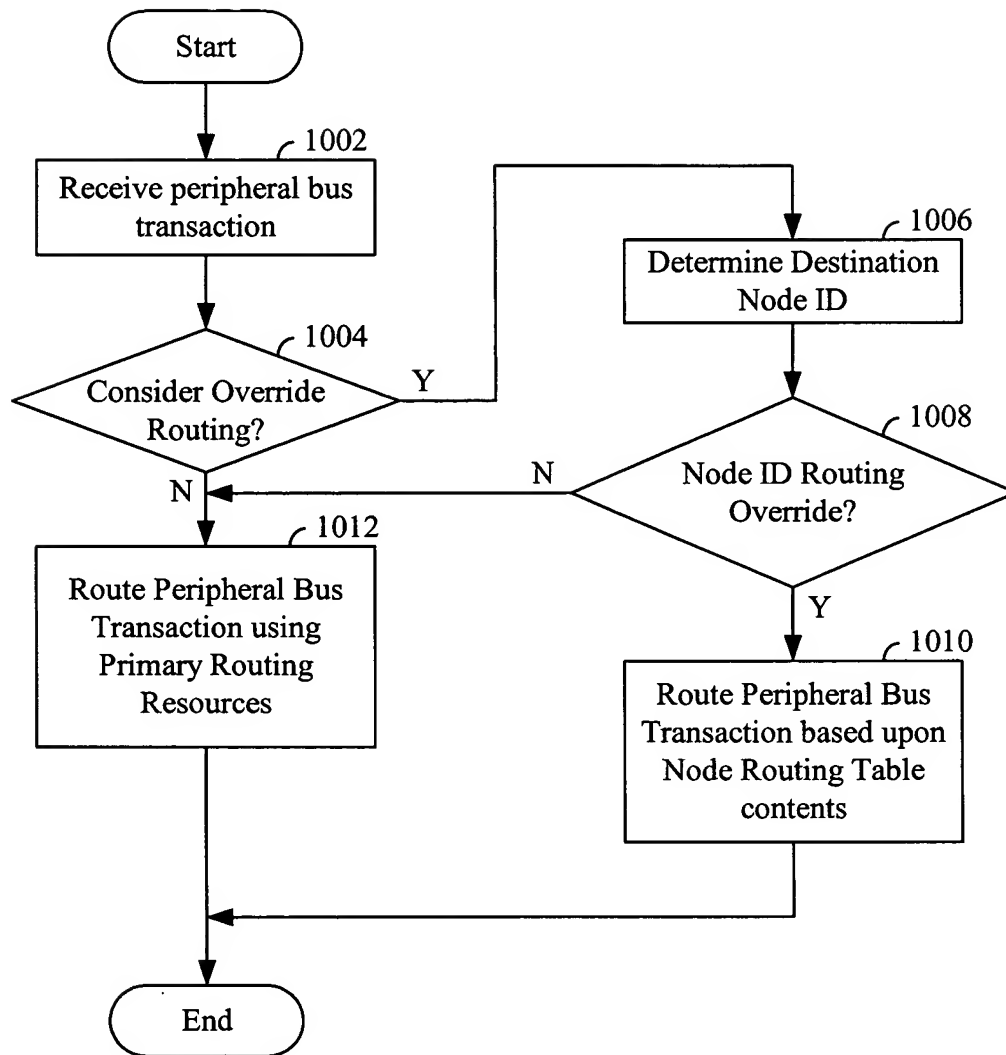 Start
1002
Receive peripheral bus
transaction
1004
Consider Override
Routing?
Y
N
1006
Determine Destination
Node ID
1008
Node ID Routing
Override?
N
Y
1012
Route Peripheral Bus
Transaction using
Primary Routing
Resources
1010
Route Peripheral Bus
Transaction based upon
Node Routing Table
contents
End